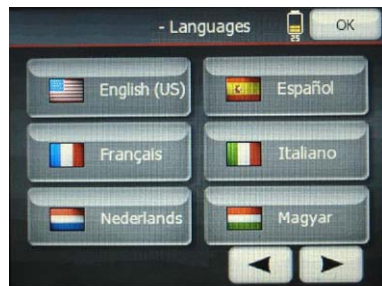 - Languages
25
OK
English (US)
Español
Français
Italiano
Nederlands
Magyar